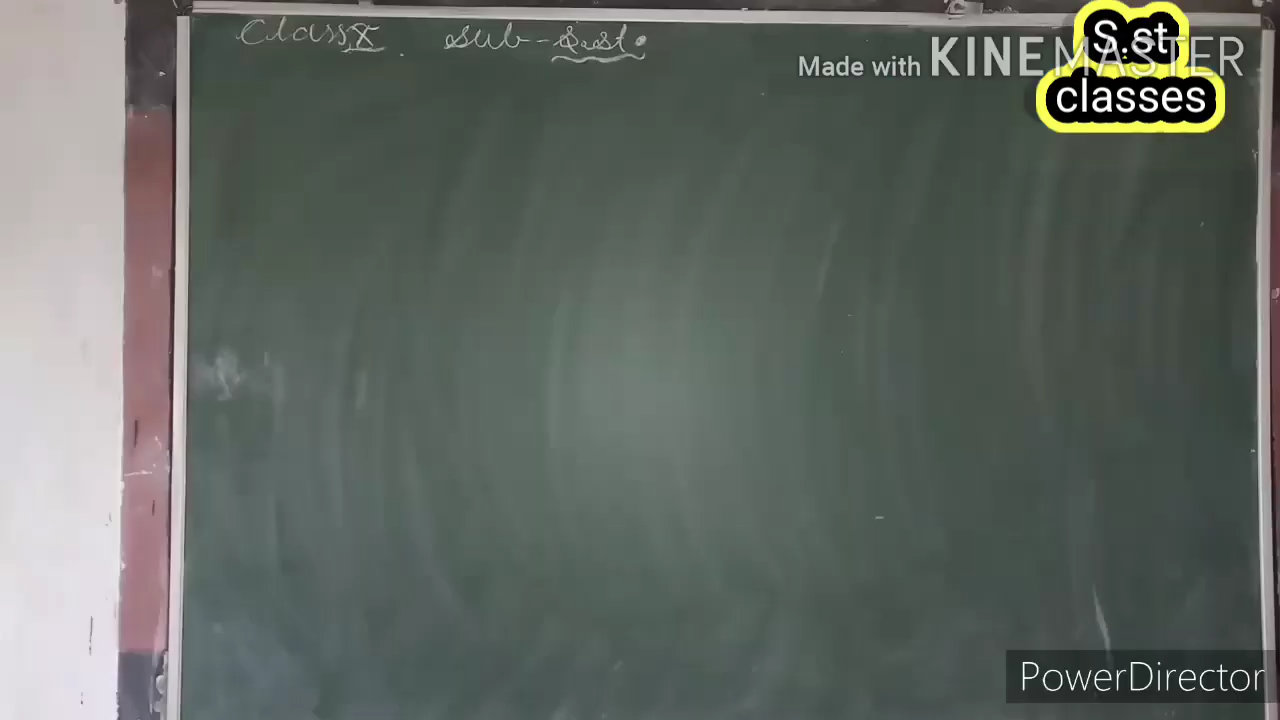 Class X. Sub-S.st.
Made with KINEMASTER
S.st
classes
PowerDirector